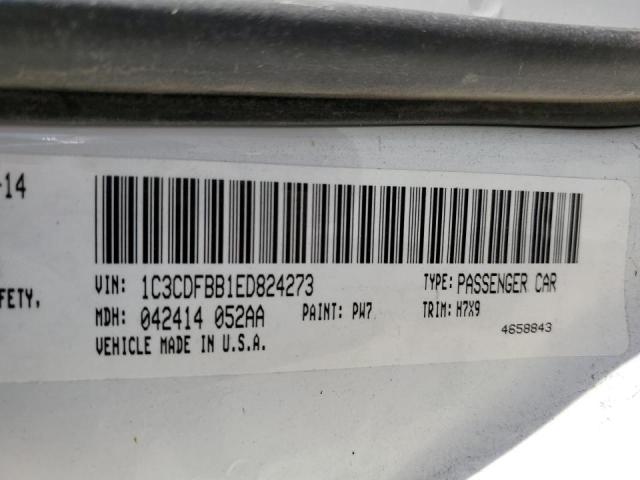 -14
VIN: 1C3CDFBB1ED824273 TYPE: PASSENGER CAR
FETY. MDH: 042414 052AA PAINT: PW7 TRIM: H7X9
VEHICLE MADE IN U.S.A. 4658843